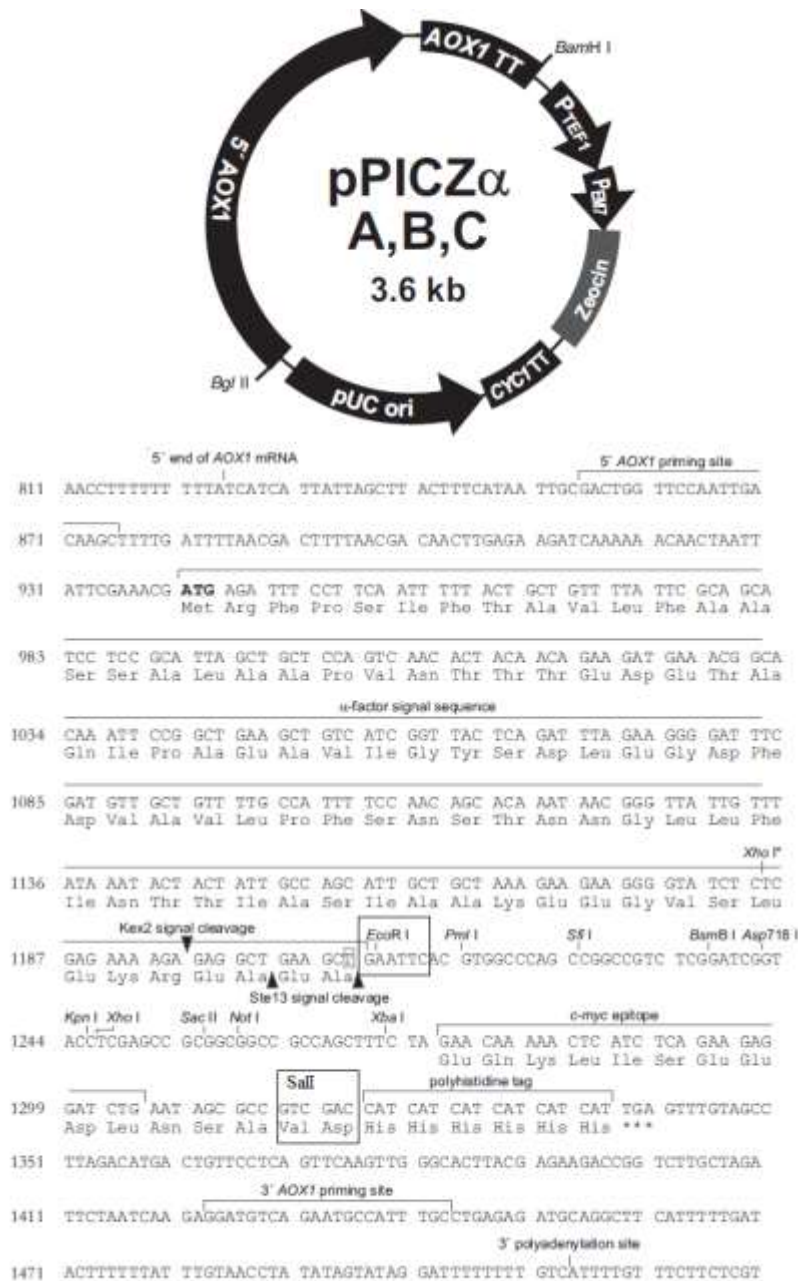 AOX1 TT
BamH I
PTEF1
PEM7
Zeocin
CYC1 TT
pUC ori
Bgl II
5´ AOX1
pPICZα
A,B,C
3.6 kb
5´ end of AOX1 mRNA
5´ AOX1 priming site
811 AACCTTTTTT TTTATCATCA TTATTAGCTT ACTTTCATAA TTGCGACTGG TTCCAATTGA
871 CAAGCTTTTG ATTTTAACGA CTTTTAACGA CAACTTGAGA AGATCAAAAA ACAACTAATT
931 ATTCGAAACG ATG AGA TTT CCT TCA ATT TTT ACT GCT GTT TTA TTC GCA GCA
Met Arg Phe Pro Ser Ile Phe Thr Ala Val Leu Phe Ala Ala
983 TCC TCC GCA TTA GCT GCT CCA GTC AAC ACT ACA ACA GAA GAT GAA ACG GCA
Ser Ser Ala Leu Ala Ala Pro Val Asn Thr Thr Thr Glu Asp Glu Thr Ala
α-factor signal sequence
1034 CAA ATT CCG GCT GAA GCT GTC ATC GGT TAC TCA GAT TTA GAA GGG GAT TTC
Gln Ile Pro Ala Glu Ala Val Ile Gly Tyr Ser Asp Leu Glu Gly Asp Phe
1085 GAT GTT GCT GTT TTG CCA TTT TCC AAC AGC ACA AAT AAC GGG TTA TTG TTT
Asp Val Ala Val Leu Pro Phe Ser Asn Ser Thr Asn Asn Gly Leu Leu Phe
Xho I*
1136 ATA AAT ACT ACT ATT GCC AGC ATT GCT GCT AAA GAA GAA GGG GTA TCT CTC
Ile Asn Thr Thr Ile Ala Ser Ile Ala Ala Lys Glu Glu Gly Val Ser Leu
Kex2 signal cleavage EcoR I Pml I Sfi I BsmB I Asp718 I
1187 GAG AAA AGA GAG GCT GAA GCT GAATTCAC GTGGCCCAG CCGGCCGTC TCGGATCGGT
Glu Lys Arg Glu Ala Glu Ala
Ste13 signal cleavage
Kpn I Xho I Sac II Not I Xba I c-myc epitope
1244 ACCTCGAGCC GCGGCGGCC GCCAGCTTTCTA GAA CAA AAA CTC ATC TCA GAA GAG
Glu Gln Lys Leu Ile Ser Glu Glu
SalI polyhistidine tag
1299 GAT CTG AAT AGC GCC GTC GAC CAT CAT CAT CAT CAT CAT TGA GTTTGTAGCC
Asp Leu Asn Ser Ala Val Asp His His His His His His ***
1351 TTAGACATGA CTGTTCCTCA GTTCAAGTTG GGCACTTACG AGAAGACCGG TCTTGCTAGA
3´ AOX1 priming site
1411 TTCTAATCAA GAGGATGTCA GAATGCCATT TGCCTGAGAG ATGCAGGCTT CATTTTTGAT
3´ polyadenylation site
1471 ACTTTTTTAT TTGTAACCTA TATAGTATAG GATTTTTTTT GTCATTTTGT TTCTTCTCGT